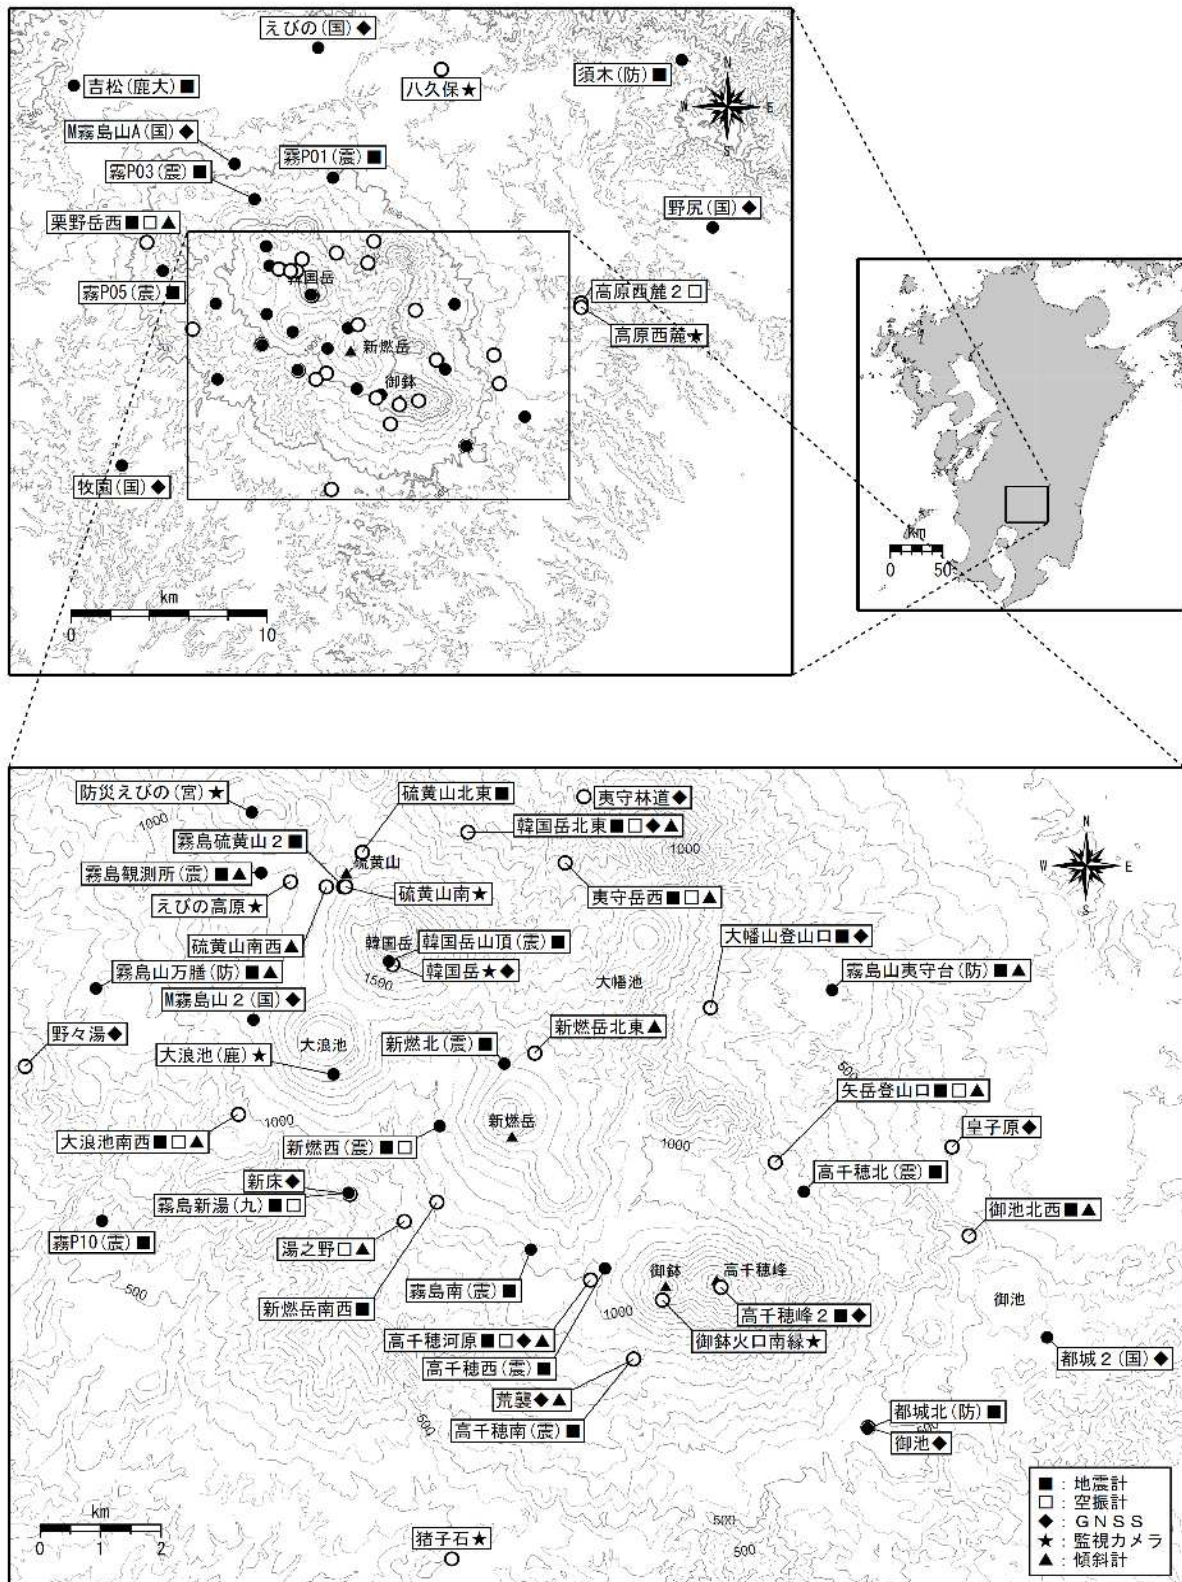 えびの(国)◆
吉松(鹿大)■
八久保★
須木(防)■
N
W
E
S
M霧島山A(国)◆
霧P03(震)■
霧P01(震)■
栗野岳西■□▲
野尻(国)◆
霧P05(震)■
韓国岳
高原西麓2□
高原西麓★
新燃岳
御鉢
牧園(国)◆
km
0 10
km
0 50
防災えびの(宮)★
硫黄山北東■
夷守林道◆
霧島硫黄山2■
韓国岳北東■□◆▲
1000
1000
N
W
E
S
硫黄山
霧島観測所(震)■▲
えびの高原★
硫黄山南★
夷守岳西■□▲
硫黄山南西▲
韓国岳
韓国岳山頂(震)■
大幡山登山口■◆
霧島山万膳(防)■▲
1500
韓国岳★◆
大幡池
霧島山夷守台(防)■▲
M霧島山2(国)◆
野々湯◆
大浪池
新燃岳北東▲
大浪池(鹿)★
新燃北(震)■
500
矢岳登山口■□▲
大浪池南西■□▲
1000
新燃西(震)■□
新燃岳
1000
皇子原◆
新床◆
高千穂北(震)■
霧島新湯(九)■□
霧P10(震)■
湯之野□▲
御池北西■▲
500
霧島南(震)■
御鉢
高千穂峰
新燃岳南西■
1000
高千穂峰2■◆
御池
高千穂河原■□◆▲
御鉢火口南縁★
高千穂西(震)■
都城2(国)◆
荒襲◆▲
500
高千穂南(震)■
都城北(防)■
御池◆
km
0 1 2
猪子石★
500
500
■:地震計
□:空振計
◆:GNSS
★:監視カメラ
▲:傾斜計